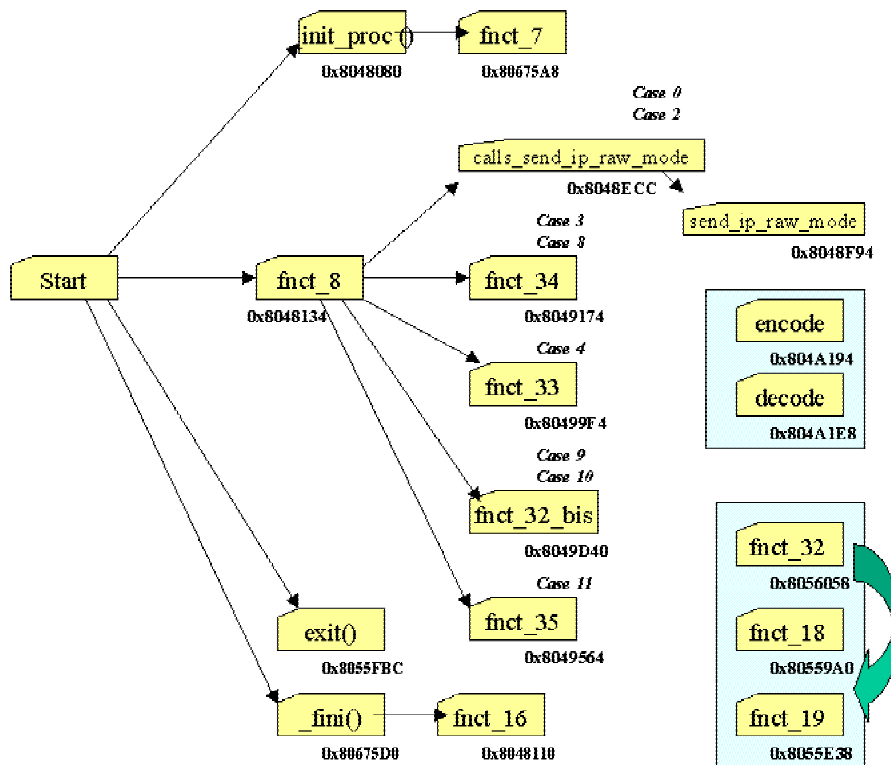 init_proc ()
0x8048080
fnct_7
0x80675A8
Case 0
Case 2
calls_send_ip_raw_mode
0x8048ECC
send_ip_raw_mode
0x8048F94
Start
fnct_8
0x8048134
Case 3
Case 8
fnct_34
0x8049174
Case 4
fnct_33
0x80499F4
Case 9
Case 10
fnct_32_bis
0x8049D40
Case 11
fnct_35
0x8049564
encode
0x804A194
decode
0x804A1E8
fnct_32
0x8056058
fnct_18
0x80559A0
fnct_19
0x8055E38
exit()
0x8055FBC
_fini()
0x80675D0
fnct_16
0x8048110